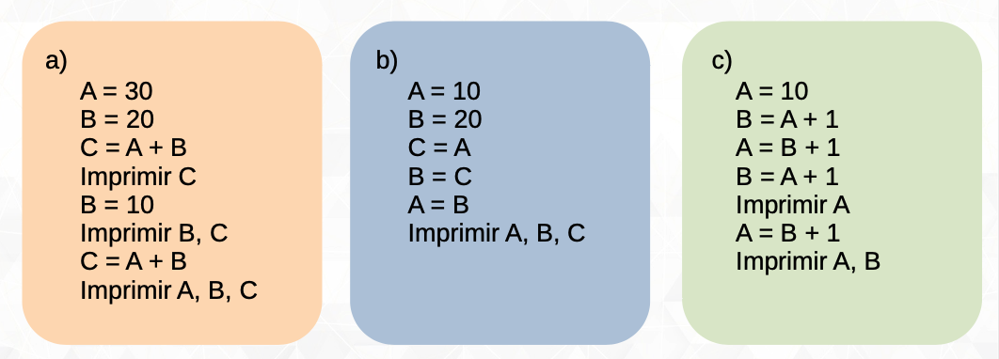 a)
A = 30
B = 20
C = A + B
Imprimir C
B = 10
Imprimir B, C
C = A + B
Imprimir A, B, C
b)
A = 10
B = 20
C = A
B = C
A = B
Imprimir A, B, C
c)
A = 10
B = A + 1
A = B + 1
B = A + 1
Imprimir A
A = B + 1
Imprimir A, B